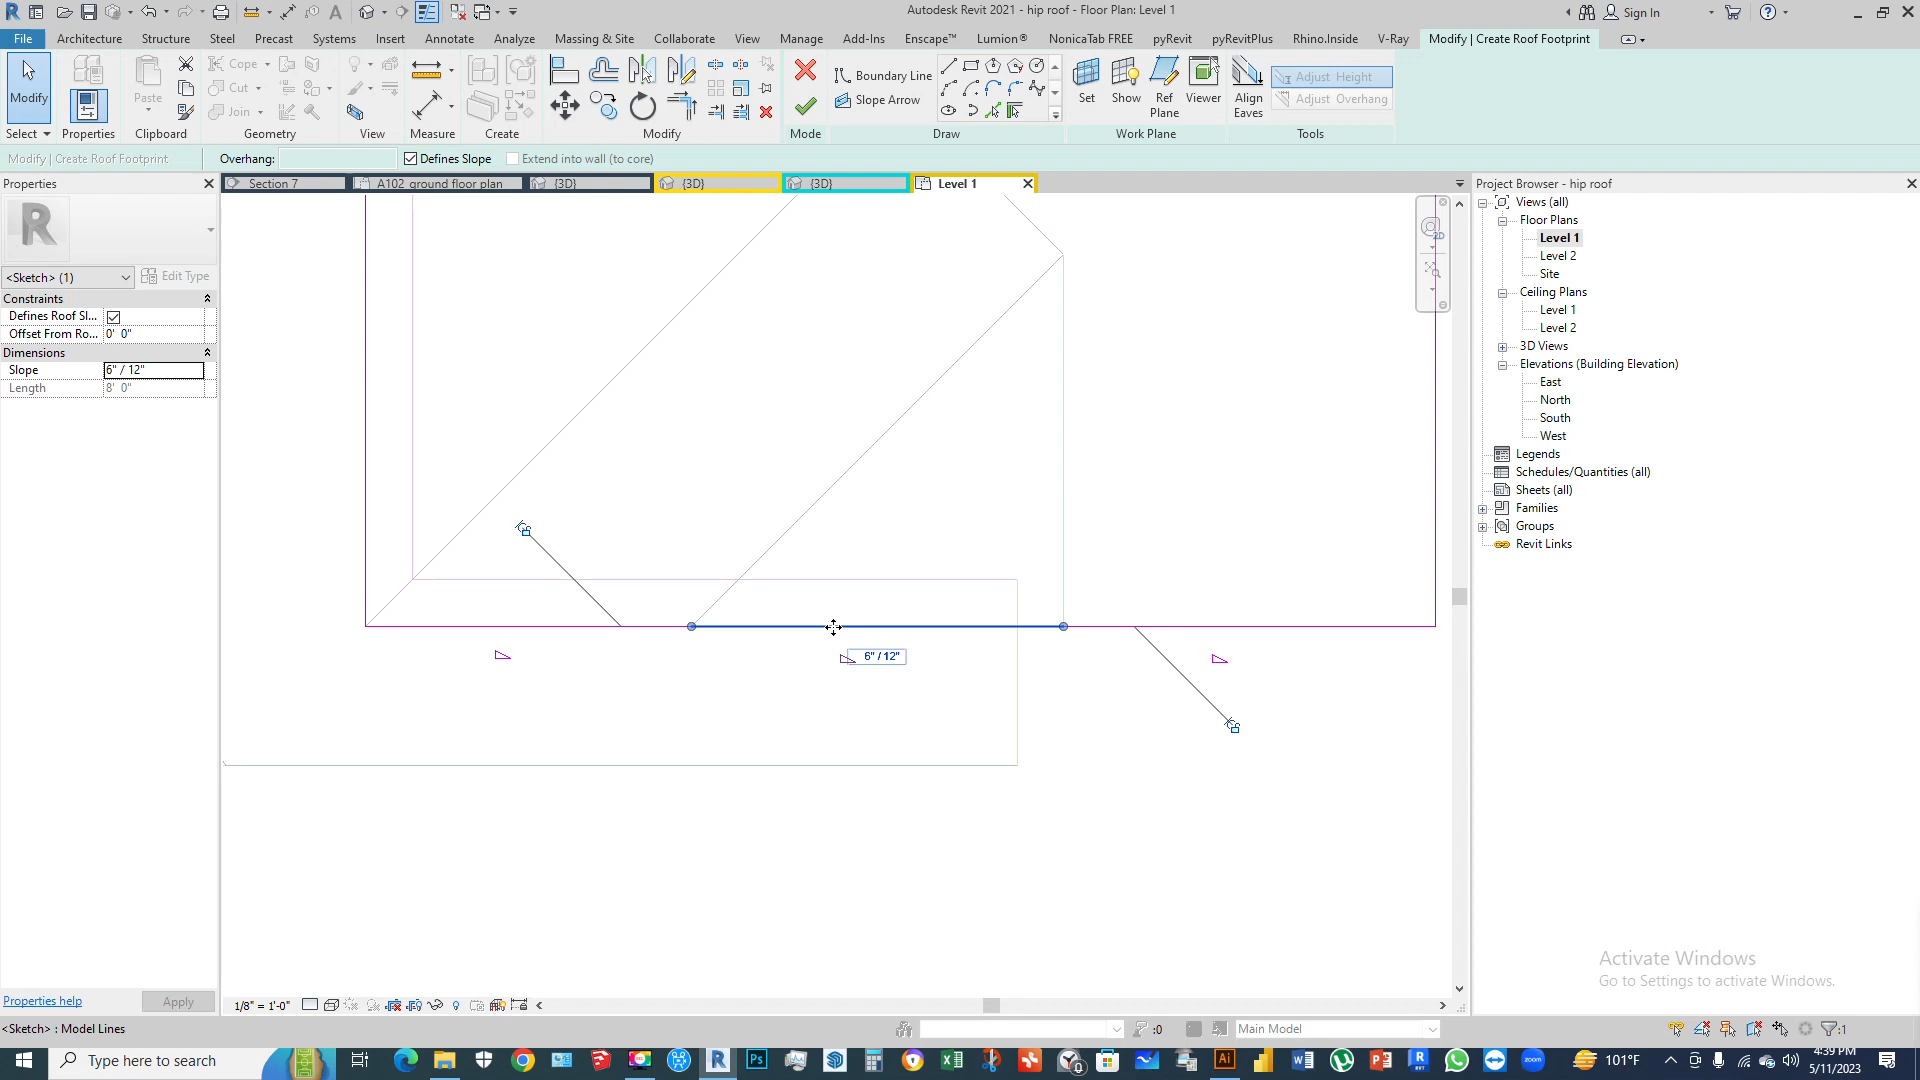 Autodesk Revit 2021 - hip roof - Floor Plan: Level 1
Sign In
File Architecture Structure Steel Precast Systems Insert Annotate Analyze Massing & Site Collaborate View Manage Add-Ins Enscape™ Lumion® NonicaTab FREE pyRevit pyRevitPlus Rhino.Inside V-Ray Modify | Create Roof Footprint
Modify
Paste
Cope
Cut
Join
Boundary Line
Slope Arrow
Set
Show
Ref Plane
Viewer
Align Eaves
Adjust Height
Adjust Overhang
Select Properties Clipboard Geometry View Measure Create Modify Mode Draw Work Plane Tools
Modify | Create Roof Footprint Overhang: Defines Slope Extend into wall (to core)
Properties
Section 7 A102 ground floor plan {3D} {3D} {3D} Level 1
Project Browser - hip roof
<Sketch> (1) Edit Type
Constraints
Defines Roof Sl...
Offset From Ro... 0' 0"
Dimensions
Slope 6" / 12"
Length 8' 0"
2D
6" / 12"
Views (all)
Floor Plans
Level 1
Level 2
Site
Ceiling Plans
Level 1
Level 2
3D Views
Elevations (Building Elevation)
East
North
South
West
Legends
Schedules/Quantities (all)
Sheets (all)
Families
Groups
Revit Links
Activate Windows
Go to Settings to activate Windows.
Properties help Apply
1/8" = 1'-0"
<Sketch> : Model Lines
:0
Main Model
:1
Type here to search
101°F
4:39 PM
5/11/2023